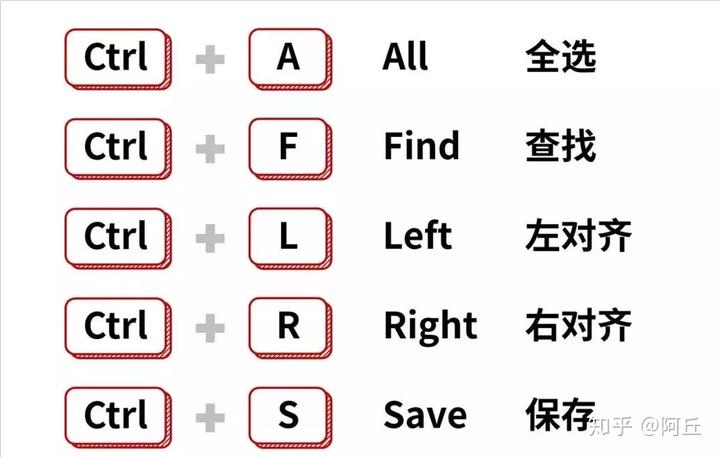 Ctrl + A All 全选
Ctrl + F Find 查找
Ctrl + L Left 左对齐
Ctrl + R Right 右对齐
Ctrl + S Save 保存
知乎 @阿丘